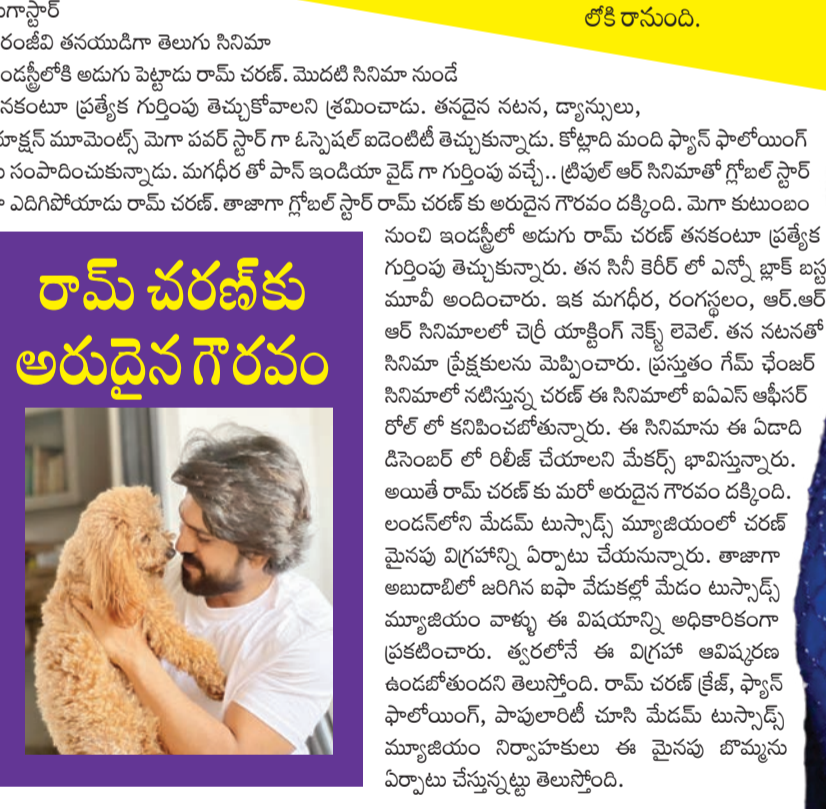 లోకి రానుంది.
తనయుడిగా తెలుగు సినిమా
అడుగు పెట్టాడు రామ్ చరణ్. మొదటి సినిమా నుండే
ప్రత్యేక గుర్తింపు తెచ్చుకోవాలని శ్రమించాడు. తనదైన నటన, డ్యాన్సులు,
మూమెంట్స్ మెగా పవర్ స్టార్ గా ఓస్పెషల్ ఐడెంటిటీ తెచ్చుకున్నాడు. కోట్లాది మంది ఫ్యాన్ ఫాలోయింగ్
సంపాదించుకున్నాడు. మగధీర తో పాన్ ఇండియా వైడ్ గా గుర్తింపు వచ్చే.. ట్రిపుల్ ఆర్ సినిమాతో గ్లోబల్ స్టార్
ఎదిగిపోయాడు రామ్ చరణ్. తాజాగా గ్లోబల్ స్టార్ రామ్ చరణ్ కు అరుదైన గౌరవం దక్కింది. మెగా కుటుంబం
రామ్ చరణ్‌కు
అరుదైన గౌరవం
నుంచి ఇండస్ట్రీలో అడుగు రామ్ చరణ్ తనకంటూ ప్రత్యేక
గుర్తింపు తెచ్చుకున్నారు. తన సినీ కెరీర్ లో ఎన్నో బ్లాక్ బస్ట
మూవీ అందించారు. ఇక మగధీర, రంగస్థలం, ఆర్.ఆర్
ఆర్ సినిమాలలో చెర్రీ యాక్టింగ్ నెక్స్ట్ లెవెల్. తన నటనతో
సినిమా ప్రేక్షకులను మెప్పించారు. ప్రస్తుతం గేమ్ ఛేంజర్
సినిమాలో నటిస్తున్న చరణ్ ఈ సినిమాలో ఐఏఎస్ ఆఫీసర్
రోల్ లో కనిపించబోతున్నారు. ఈ సినిమాను ఈ ఏడాది
డిసెంబర్ లో రిలీజ్ చేయాలని మేకర్స్ భావిస్తున్నారు.
అయితే రామ్ చరణ్ కు మరో అరుదైన గౌరవం దక్కింది.
లండన్‌లోని మేడమ్ టుస్సాడ్స్ మ్యూజియంలో చరణ్
మైనపు విగ్రహాన్ని ఏర్పాటు చేయనున్నారు. తాజాగా
అబుదాబిలో జరిగిన ఐఫా వేడుకల్లో మేడం టుస్సాడ్స్
మ్యూజియం వాళ్ళు ఈ విషయాన్ని అధికారికంగా
ప్రకటించారు. త్వరలోనే ఈ విగ్రహా ఆవిష్కరణ
ఉండబోతుందని తెలుస్తోంది. రామ్ చరణ్ క్రేజ్, ఫ్యాన్
ఫాలోయింగ్, పాపులారిటీ చూసి మేడమ్ టుస్సాడ్స్
మ్యూజియం నిర్వాహకులు ఈ మైనపు బొమ్మను
ఏర్పాటు చేస్తున్నట్టు తెలుస్తోంది.